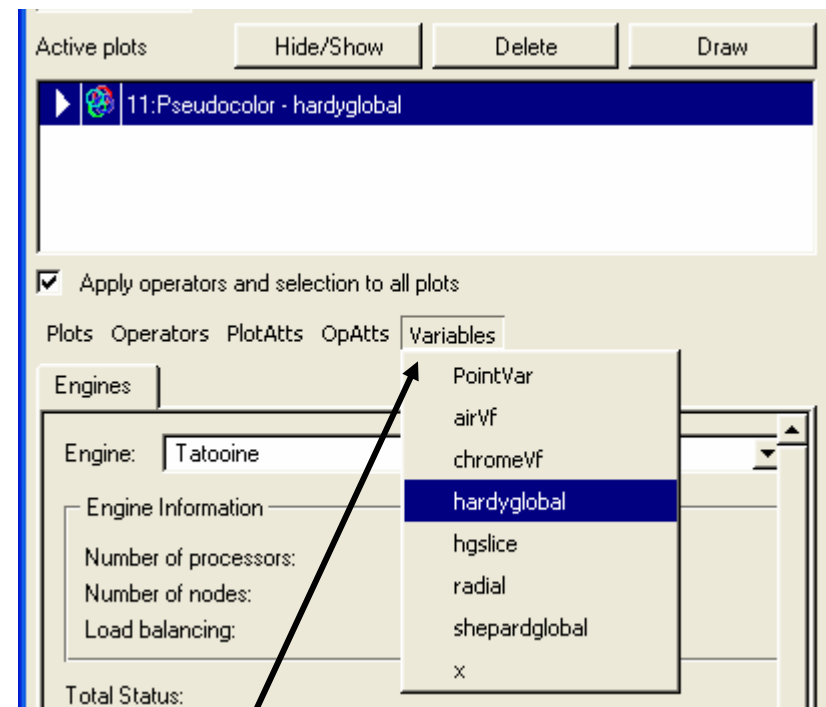 Active plots Hide/Show Delete Draw
11:Pseudocolor - hardyglobal
Apply operators and selection to all plots
Plots Operators PlotAtts OpAtts Variables
PointVar
airVf
chromeVf
hardyglobal
hgslice
radial
shepardglobal
x
Engines
Engine: Tatooine
Engine Information
Number of processors:
Number of nodes:
Load balancing:
Total Status: